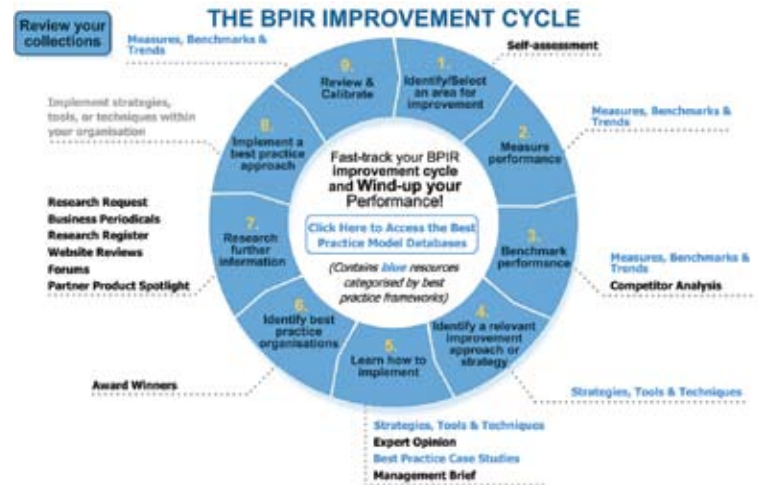 THE BPIR IMPROVEMENT CYCLE
Review your
collections
Measures, Benchmarks &
Trends
Self-assessment
9.
Review &
Calibrate
1.
Identify/Select
an area for
improvement
Measures, Benchmarks &
Trends
2.
Measure
performance
Implement strategies,
tools, or techniques within
your organisation
8.
Implement a
best practice
approach
Fast-track your BPIR
improvement cycle
and Wind-up your
Performance!
Click Here to Access the Best
Practice Model Databases
(Contains blue resources
categorised by best
practice frameworks)
Research Request
Business Periodicals
Research Register
Website Reviews
Forums
Partner Product Spotlight
7.
Research
further
information
3.
Benchmark
performance
Measures, Benchmarks &
Trends
Competitor Analysis
6.
Identify best
practice
organisations
4.
Identify a relevant
improvement
approach or
strategy
5.
Learn how to
implement
Award Winners
Strategies, Tools & Techniques
Strategies, Tools & Techniques
Expert Opinion
Best Practice Case Studies
Management Brief